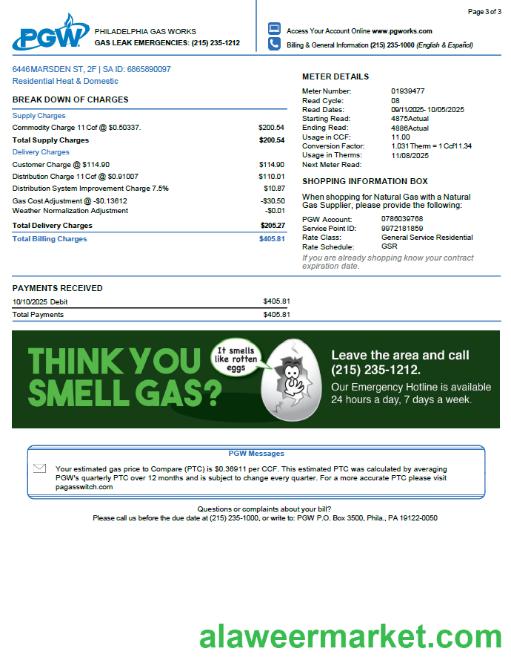 Page 3 of 3
PGW
PHILADELPHIA GAS WORKS
GAS LEAK EMERGENCIES: (215) 235-1212
Access Your Account Online www.pgworks.com
Billing & General Information (215) 235-1000 (English & Español)
6446MARSDEN ST, 2F | SA ID: 6865890097
Residential Heat & Domestic
BREAK DOWN OF CHARGES
Supply Charges
Commodity Charge 11 Ccf @ $0.50337. $200.54
Total Supply Charges $200.54
Delivery Charges
Customer Charge @ $114.90 $114.90
Distribution Charge 11 Ccf @ $0.91007 $110.01
Distribution System Improvement Charge 7.5% $10.87
Gas Cost Adjustment @ -$0.13612 -$30.50
Weather Normalization Adjustment -$0.01
Total Delivery Charges $205.27
Total Billing Charges $405.81
METER DETAILS
Meter Number: 01939477
Read Cycle: 08
Read Dates: 09/11/2025- 10/05/2025
Starting Read: 4875Actual
Ending Read: 4886Actual
Usage in CCF: 11.00
Conversion Factor: 1.031 Therm = 1 Ccf11.34
Usage in Therms: 11/08/2025
Next Meter Read:
SHOPPING INFORMATION BOX
When shopping for Natural Gas with a Natural
Gas Supplier, please provide the following:
PGW Account: 0786039768
Service Point ID: 9972181859
Rate Class: General Service Residential
Rate Schedule: GSR
If you are already shopping know your contract
expiration date.
PAYMENTS RECEIVED
10/10/2025 Debit $405.81
Total Payments $405.81
THINK YOU
SMELL GAS?
It smells
like rotten
eggs
Leave the area and call
(215) 235-1212.
Our Emergency Hotline is available
24 hours a day, 7 days a week.
PGW Messages
Your estimated gas price to Compare (PTC) is $0.36911 per CCF. This estimated PTC was calculated by averaging
PGW's quarterly PTC over 12 months and is subject to change every quarter. For a more accurate PTC please visit
pagasswitch.com
Questions or complaints about your bill?
Please call us before the due date at (215) 235-1000, or write to: PGW P.O. Box 3500, Phila., PA 19122-0050
alaweermarket.com